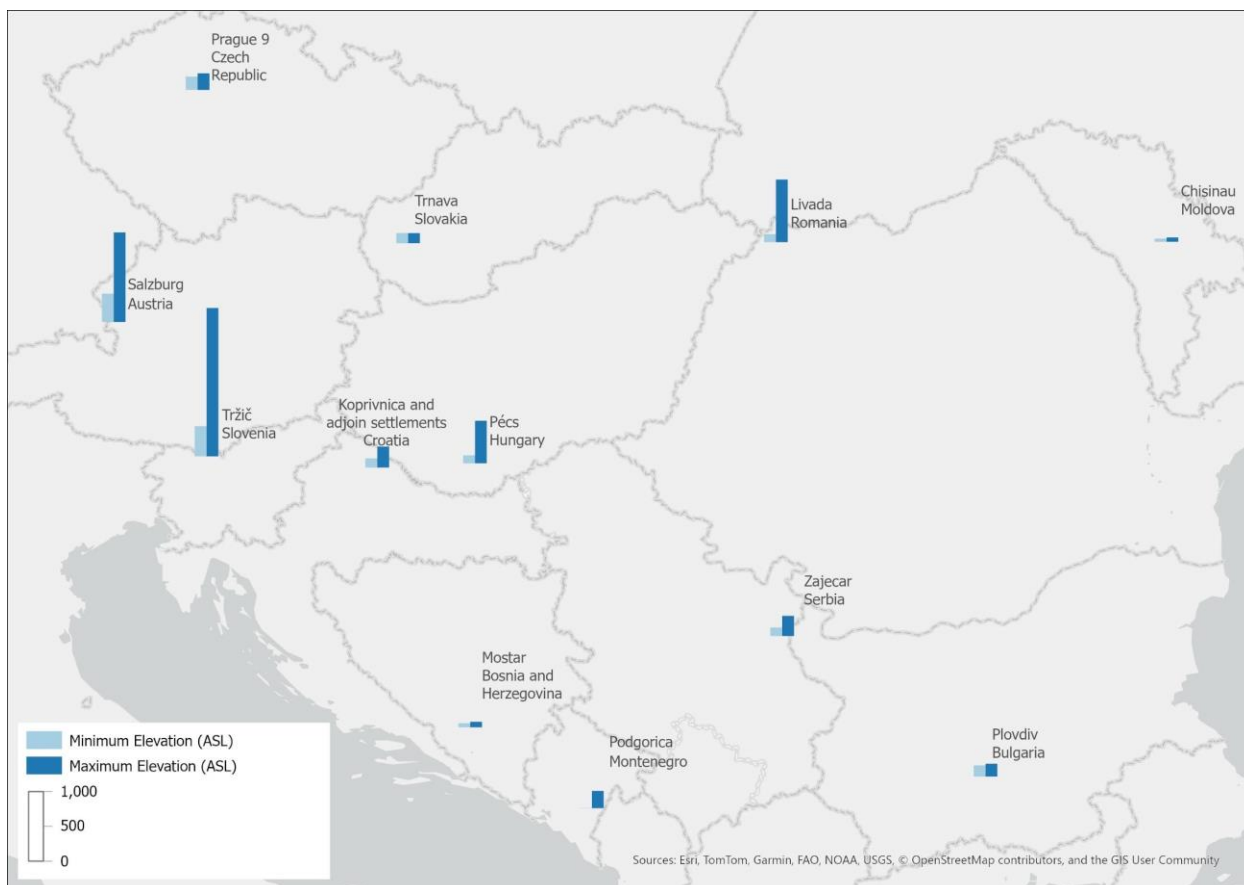 Prague 9
Czech
Republic
Trnava
Slovakia
Livada
Romania
Chisinau
Moldova
Salzburg
Austria
Tržič
Slovenia
Koprivnica and
adjoin settlements
Croatia
Pécs
Hungary
Zajecar
Serbia
Mostar
Bosnia and
Herzegovina
Podgorica
Montenegro
Plovdiv
Bulgaria
Minimum Elevation (ASL)
Maximum Elevation (ASL)
1,000
500
0
Sources: Esri, TomTom, Garmin, FAO, NOAA, USGS, © OpenStreetMap contributors, and the GIS User Community